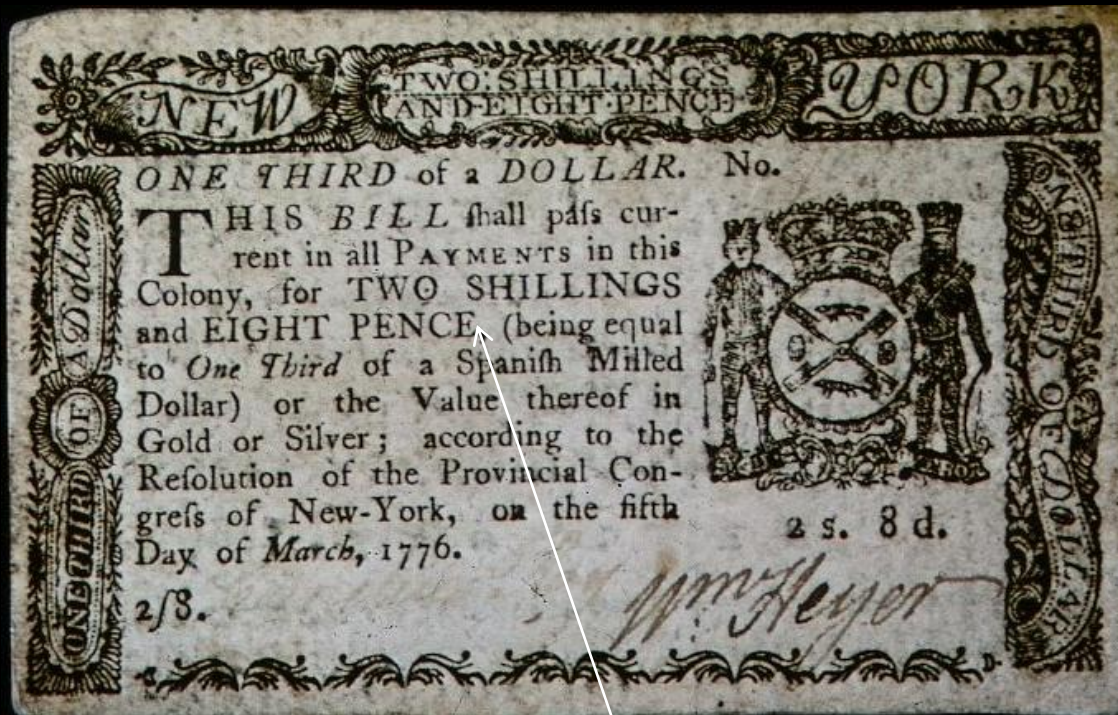 NEW
TWO:SHILLINGS
AND·EIGHT·PENCE
YORK
ONE THIRD of a DOLLAR. No.
THIS BILL ſhall paſs cur-
rent in all PAYMENTS in this
Colony, for TWO SHILLINGS
and EIGHT PENCE, (being equal
to One Third of a Spaniſh Milled
Dollar) or the Value thereof in
Gold or Silver; according to the
Reſolution of the Provincial Con-
greſs of New-York, on the fifth
Day of March, 1776.
2/8.
2 s. 8 d.
Wm. Heyer
ONE THIRD OF A Dollar
ONE THIRD OF A DOLLAR